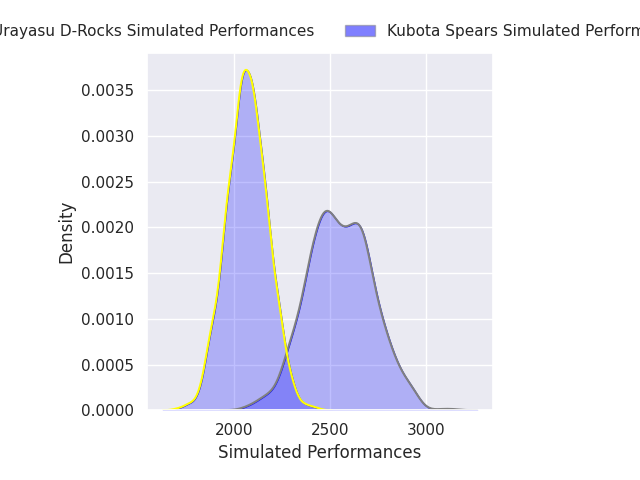 Urayasu D-Rocks Simulated Performances
Kubota Spears Simulated
0.0035
0.0030
0.0025
0.0020
0.0015
0.0010
0.0005
0.0000
Density
2000 2500 3000
Simulated Performances